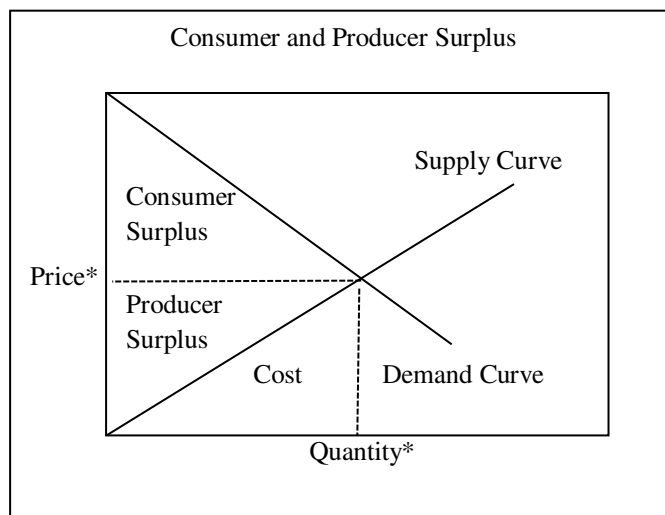 Consumer and Producer Surplus
Supply Curve
Consumer
Surplus
Price*
Producer
Surplus
Cost
Demand Curve
Quantity*